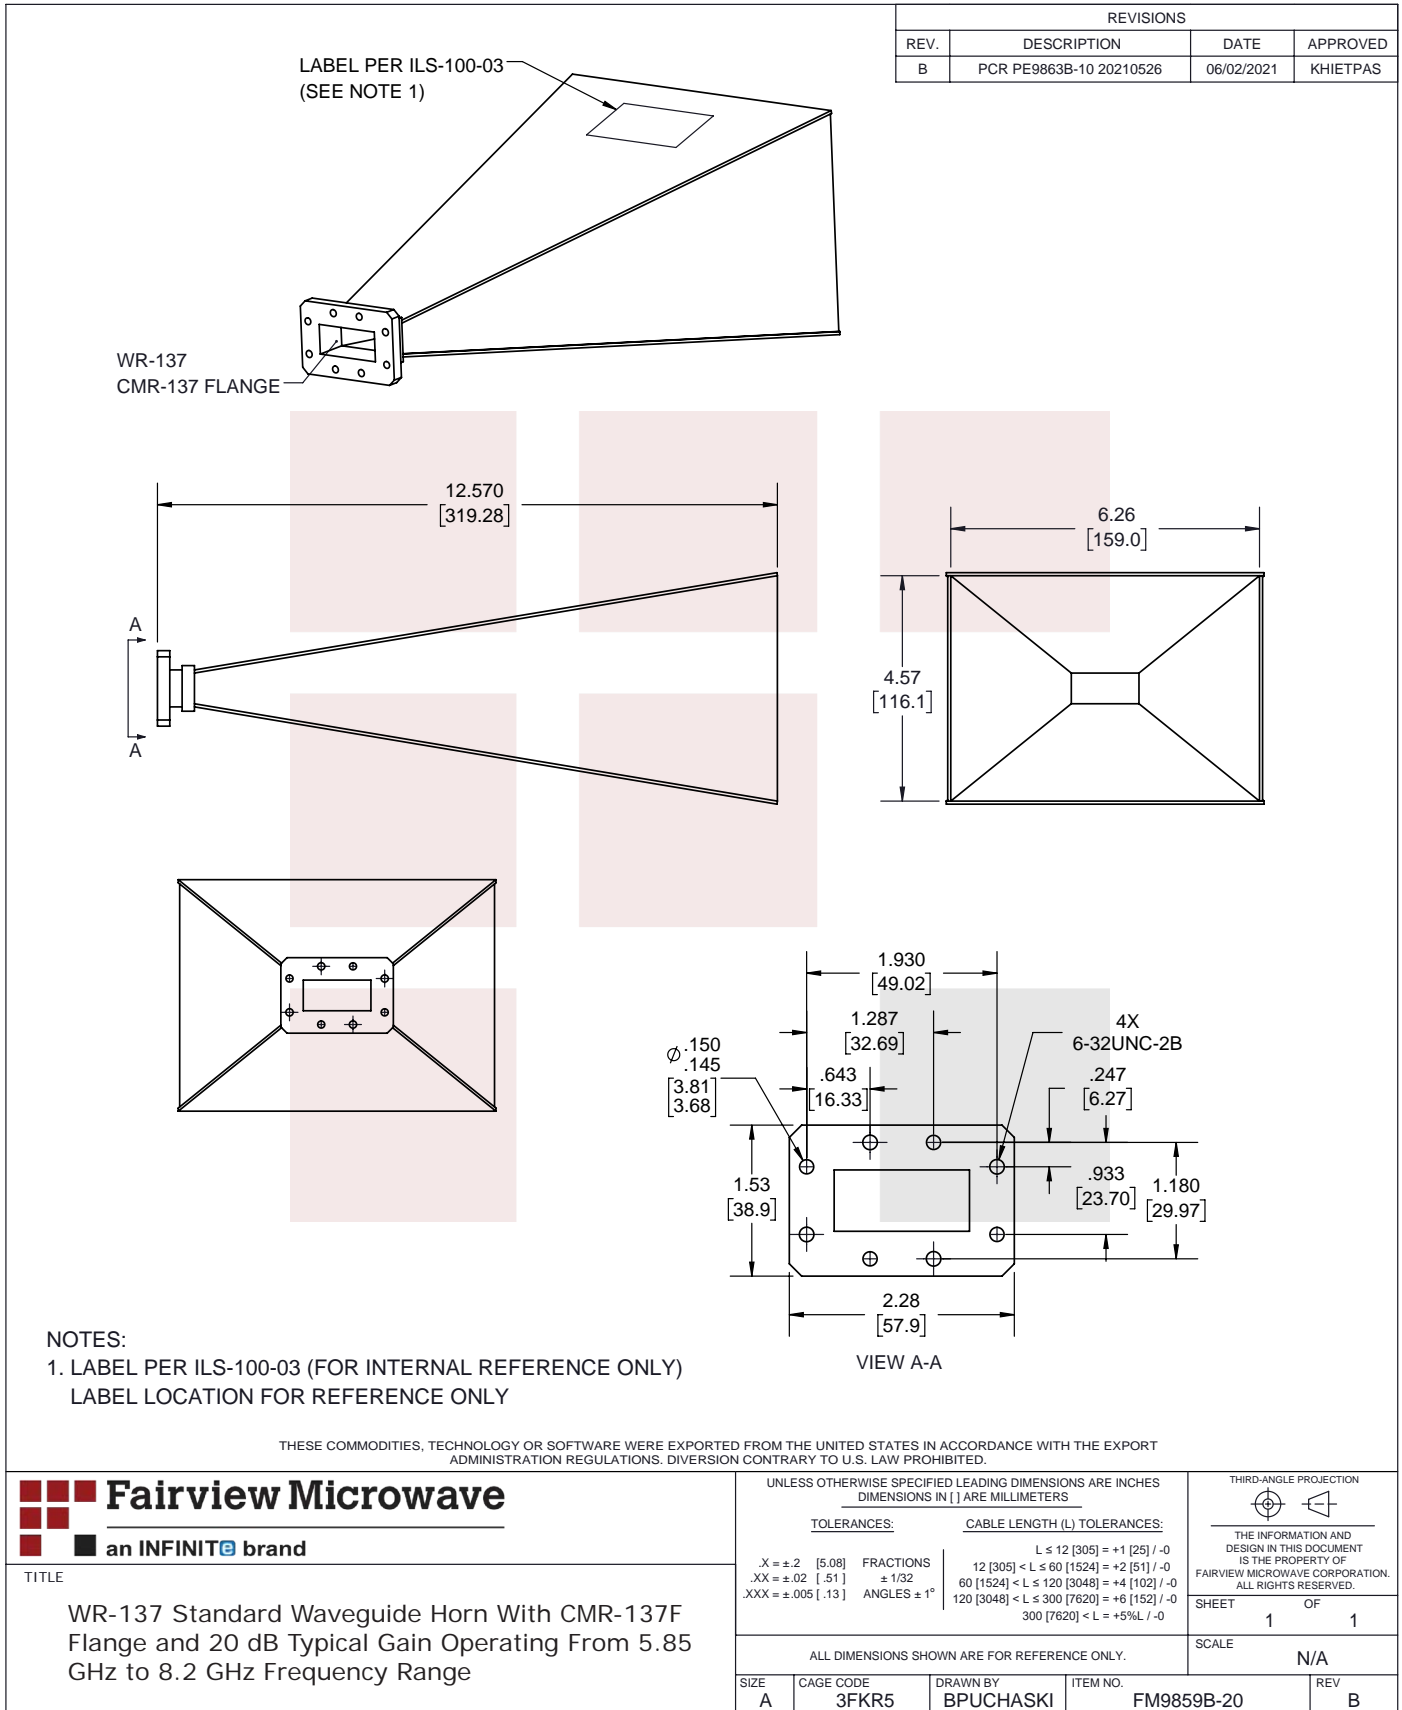 REVISIONS
REV. DESCRIPTION DATE APPROVED
B PCR PE9863B-10 20210526 06/02/2021 KHIETPAS
LABEL PER ILS-100-03
(SEE NOTE 1)
WR-137
CMR-137 FLANGE
12.570
[319.28]
6.26
[159.0]
A
A
4.57
[116.1]
1.930
[49.02]
1.287
[32.69]
4X
6-32UNC-2B
⌀ .150
.145
[3.81]
[3.68]
.643
[16.33]
.247
[6.27]
1.53
[38.9]
.933
[23.70]
1.180
[29.97]
2.28
[57.9]
VIEW A-A
NOTES:
1. LABEL PER ILS-100-03 (FOR INTERNAL REFERENCE ONLY)
LABEL LOCATION FOR REFERENCE ONLY
THESE COMMODITIES, TECHNOLOGY OR SOFTWARE WERE EXPORTED FROM THE UNITED STATES IN ACCORDANCE WITH THE EXPORT
ADMINISTRATION REGULATIONS. DIVERSION CONTRARY TO U.S. LAW PROHIBITED.
Fairview Microwave
an INFINITe brand
TITLE
WR-137 Standard Waveguide Horn With CMR-137F
Flange and 20 dB Typical Gain Operating From 5.85
GHz to 8.2 GHz Frequency Range
UNLESS OTHERWISE SPECIFIED LEADING DIMENSIONS ARE INCHES
DIMENSIONS IN [ ] ARE MILLIMETERS
TOLERANCES:
.X = ±.2 [5.08] FRACTIONS
.XX = ±.02 [ .51 ] ± 1/32
.XXX = ±.005 [ .13 ] ANGLES ± 1°
CABLE LENGTH (L) TOLERANCES:
L ≤ 12 [305] = +1 [25] / -0
12 [305] < L ≤ 60 [1524] = +2 [51] / -0
60 [1524] < L ≤ 120 [3048] = +4 [102] / -0
120 [3048] < L ≤ 300 [7620] = +6 [152] / -0
300 [7620] < L = +5%L / -0
ALL DIMENSIONS SHOWN ARE FOR REFERENCE ONLY.
THIRD-ANGLE PROJECTION
THE INFORMATION AND
DESIGN IN THIS DOCUMENT
IS THE PROPERTY OF
FAIRVIEW MICROWAVE CORPORATION.
ALL RIGHTS RESERVED.
SHEET OF
1 1
SCALE
N/A
SIZE CAGE CODE DRAWN BY ITEM NO. REV
A 3FKR5 BPUCHASKI FM9859B-20 B